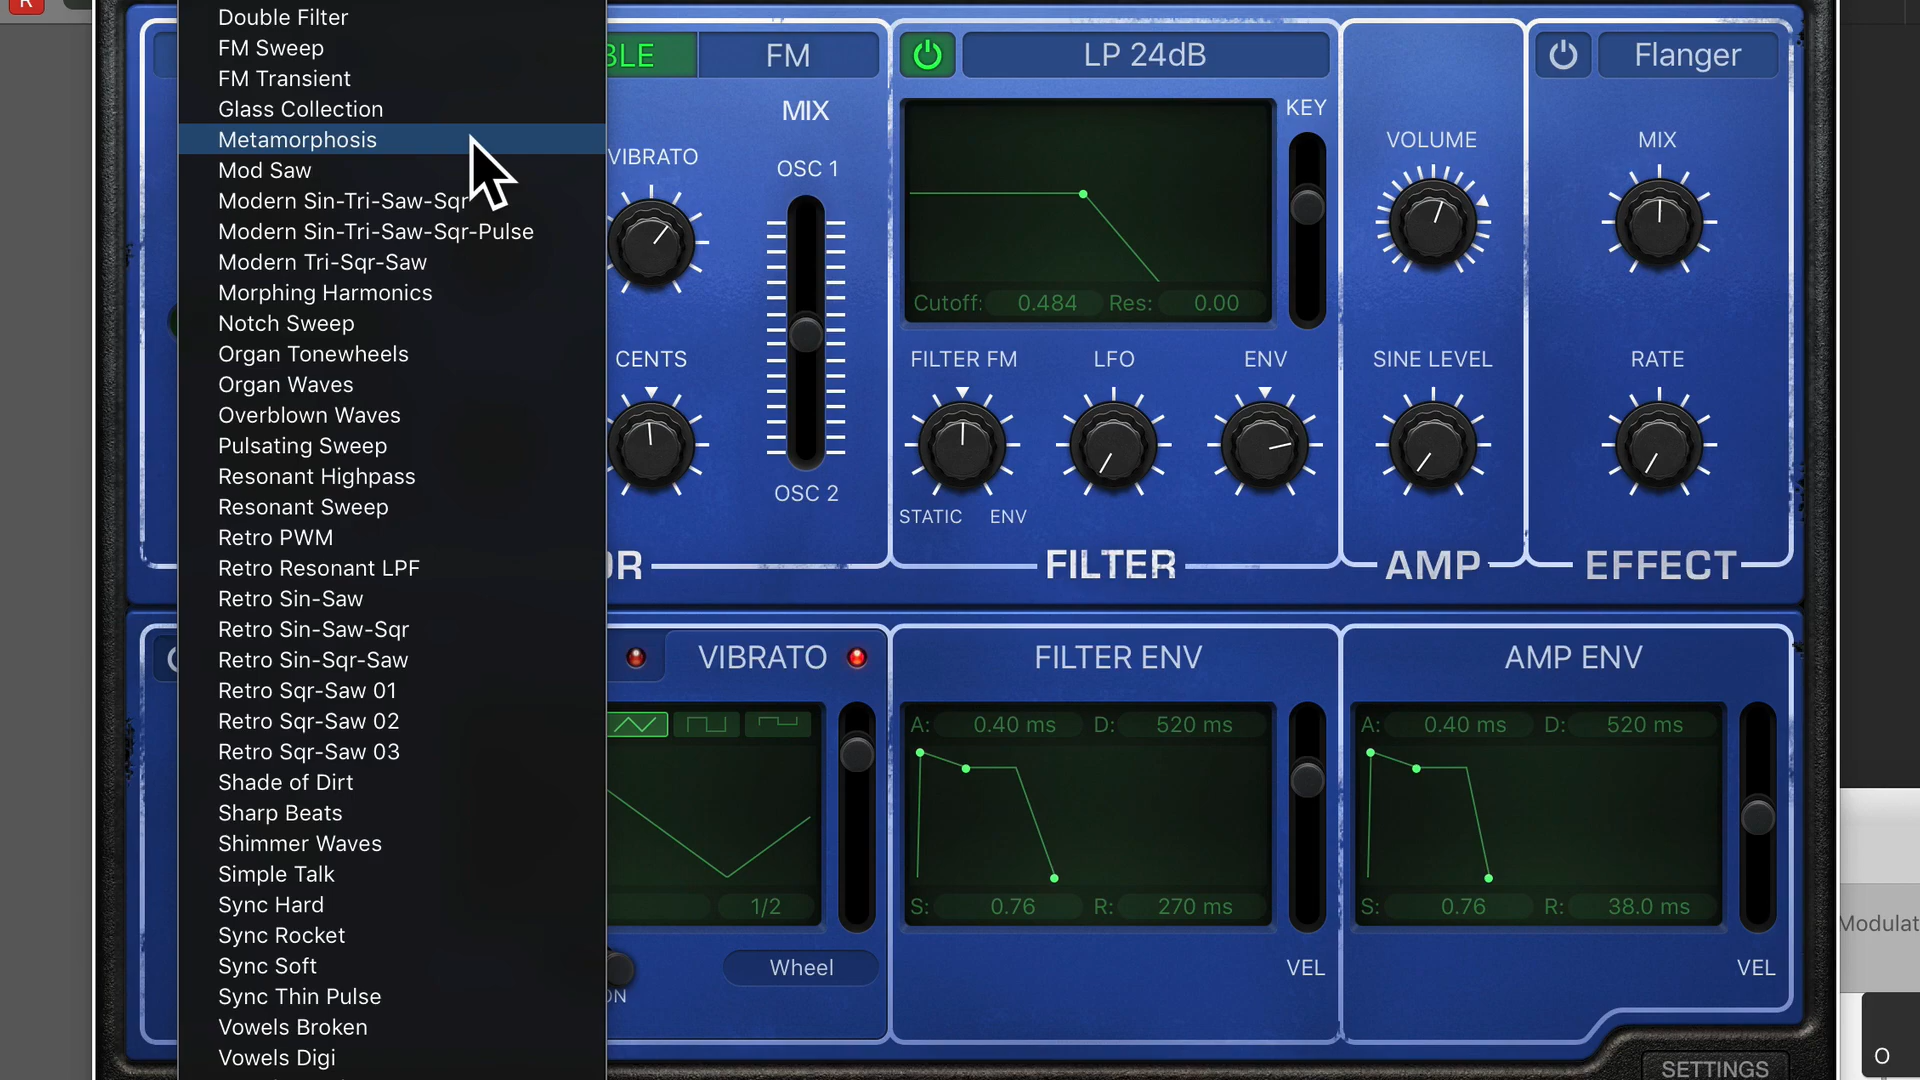 R
Double Filter
FM Sweep
FM Transient
Glass Collection
Metamorphosis
Mod Saw
Modern Sin-Tri-Saw-Sqr
Modern Sin-Tri-Saw-Sqr-Pulse
Modern Tri-Sqr-Saw
Morphing Harmonics
Notch Sweep
Organ Tonewheels
Organ Waves
Overblown Waves
Pulsating Sweep
Resonant Highpass
Resonant Sweep
Retro PWM
Retro Resonant LPF
Retro Sin-Saw
Retro Sin-Saw-Sqr
Retro Sin-Sqr-Saw
Retro Sqr-Saw 01
Retro Sqr-Saw 02
Retro Sqr-Saw 03
Shade of Dirt
Sharp Beats
Shimmer Waves
Simple Talk
Sync Hard
Sync Rocket
Sync Soft
Sync Thin Pulse
Vowels Broken
Vowels Digi
BLE FM
MIX
VIBRATO
OSC 1
CENTS
OSC 2
OR
LP 24dB
KEY
Cutoff: 0.484 Res: 0.00
FILTER FM LFO ENV
STATIC ENV
FILTER
VOLUME
SINE LEVEL
AMP
Flanger
MIX
RATE
EFFECT
VIBRATO
1/2
Wheel
ON
FILTER ENV
A: 0.40 ms D: 520 ms
S: 0.76 R: 270 ms
VEL
AMP ENV
A: 0.40 ms D: 520 ms
S: 0.76 R: 38.0 ms
VEL
SETTINGS
Modulat
O